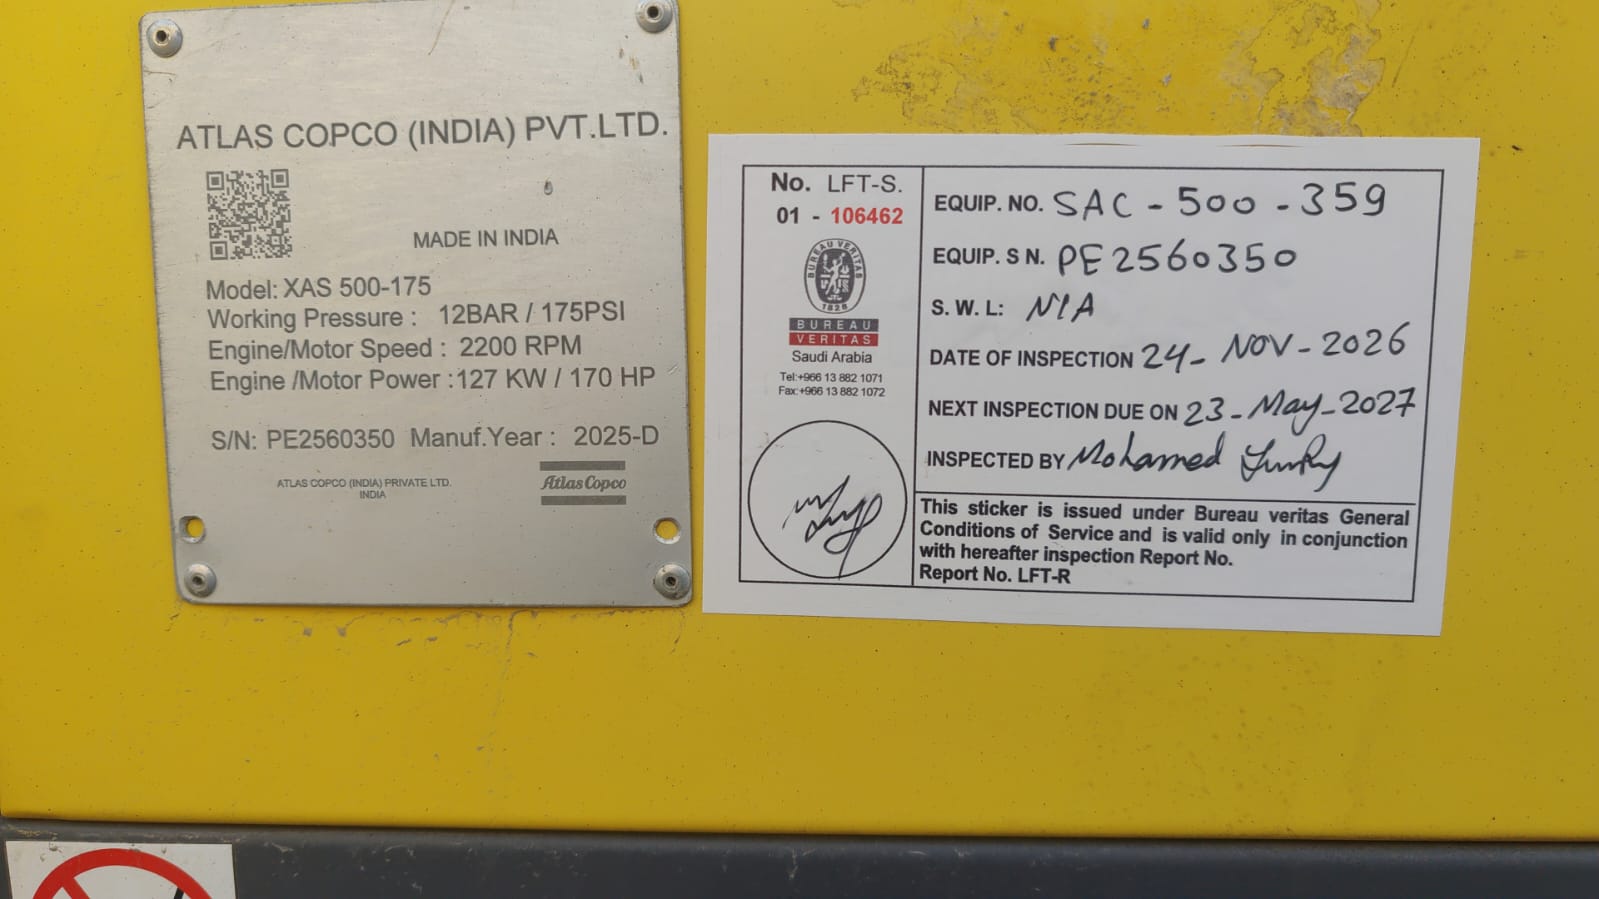 ATLAS COPCO (INDIA) PVT.LTD.
MADE IN INDIA
Model: XAS 500-175
Working Pressure : 12BAR / 175PSI
Engine/Motor Speed : 2200 RPM
Engine /Motor Power :127 KW / 170 HP
S/N: PE2560350 Manuf.Year : 2025-D
ATLAS COPCO (INDIA) PRIVATE LTD.
INDIA
Atlas Copco
No. LFT-S.
01 - 106462
BUREAU VERITAS
1828
BUREAU
VERITAS
Saudi Arabia
Tel:+966 13 882 1071
Fax:+966 13 882 1072
EQUIP. NO. SAC - 500 - 359
EQUIP. S N. PE2560350
S. W. L: N/A
DATE OF INSPECTION 24- NOV - 2026
NEXT INSPECTION DUE ON 23 - May - 2027
INSPECTED BY Mohamed
This sticker is issued under Bureau veritas General
Conditions of Service and is valid only in conjunction
with hereafter inspection Report No.
Report No. LFT-R